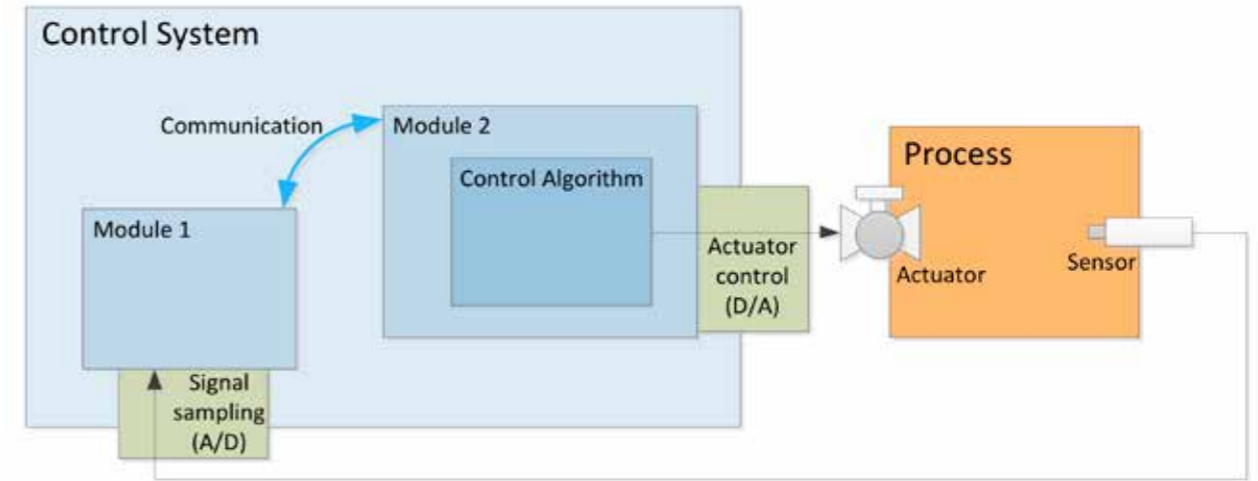 Control System
Communication
Module 2
Control Algorithm
Module 1
Process
Actuator
control
(D/A)
Actuator
Sensor
Signal
sampling
(A/D)